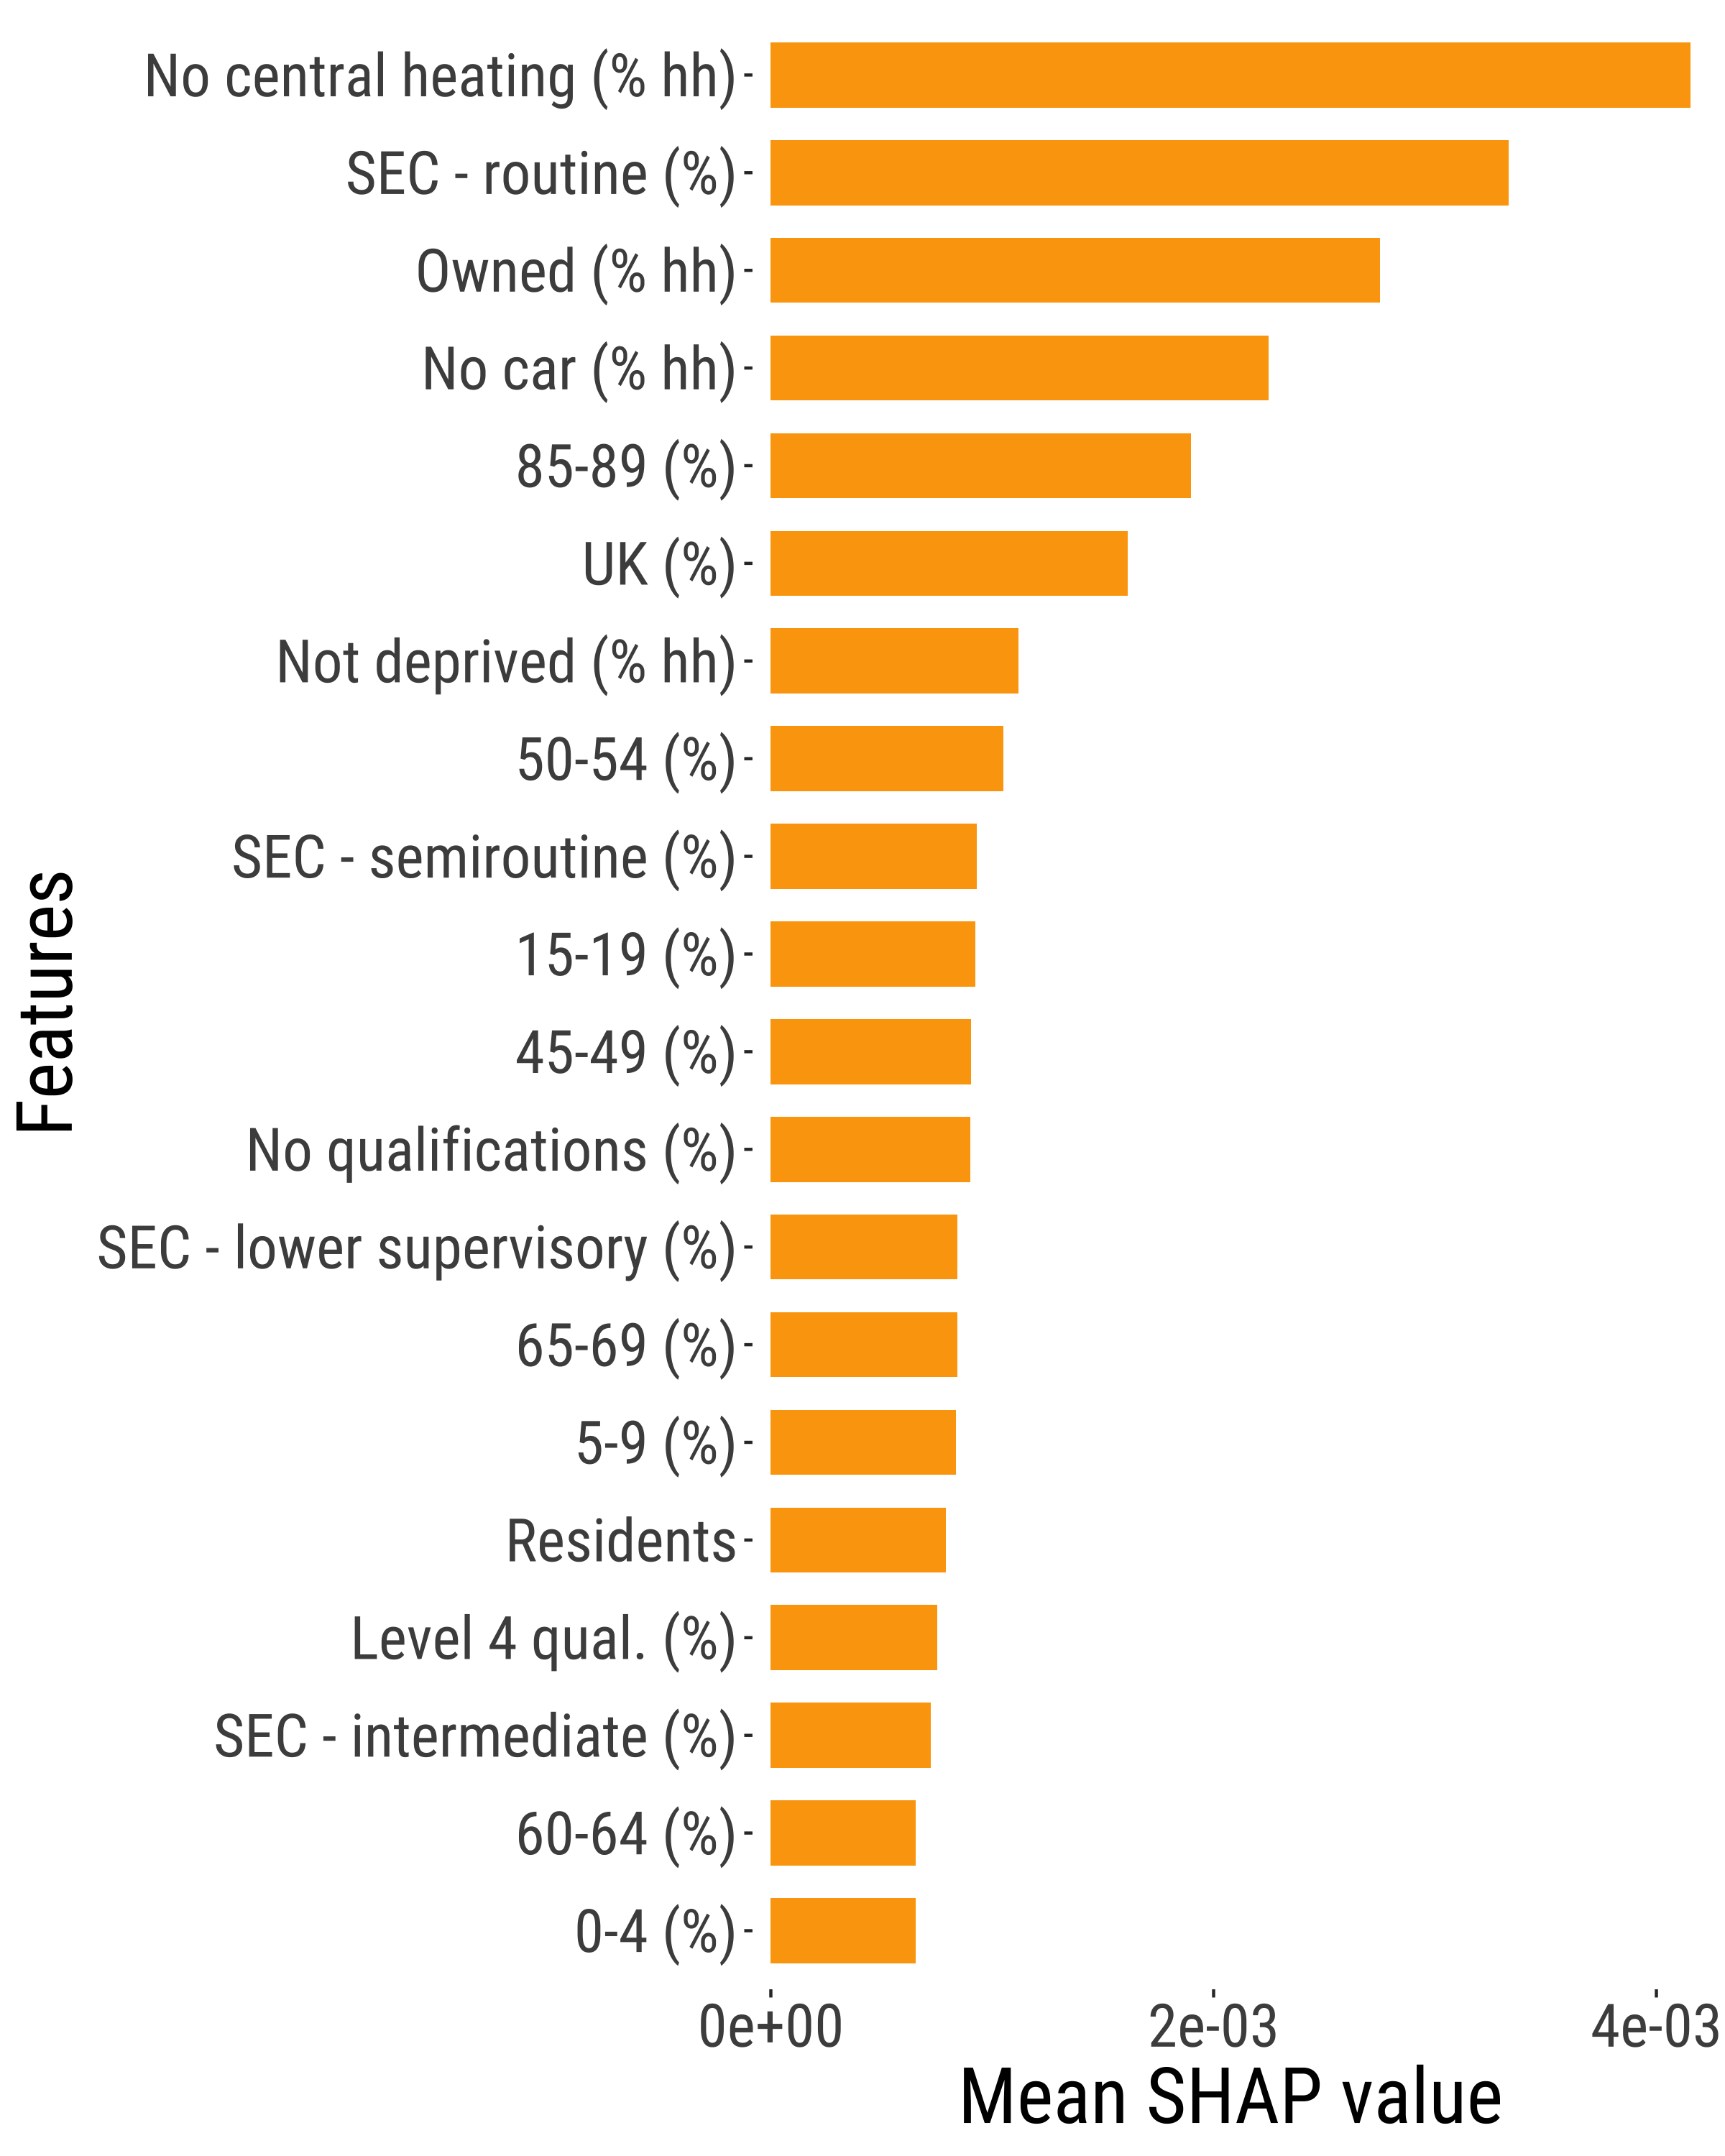 No central heating (% hh)
SEC - routine (%)
Owned (% hh)
No car (% hh)
85-89 (%)
UK (%)
Not deprived (% hh)
50-54 (%)
SEC - semiroutine (%)
15-19 (%)
45-49 (%)
No qualifications (%)
SEC - lower supervisory (%)
65-69 (%)
5-9 (%)
Residents
Level 4 qual. (%)
SEC - intermediate (%)
60-64 (%)
0-4 (%)
Features
0e+00 2e-03 4e-03
Mean SHAP value